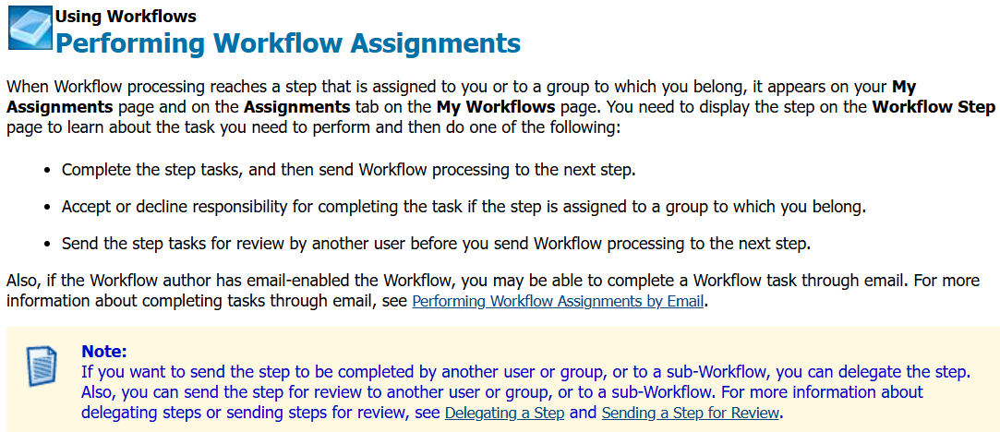 Using Workflows
Performing Workflow Assignments
When Workflow processing reaches a step that is assigned to you or to a group to which you belong, it appears on your My
Assignments page and on the Assignments tab on the My Workflows page. You need to display the step on the Workflow Step
page to learn about the task you need to perform and then do one of the following:
• Complete the step tasks, and then send Workflow processing to the next step.
• Accept or decline responsibility for completing the task if the step is assigned to a group to which you belong.
• Send the step tasks for review by another user before you send Workflow processing to the next step.
Also, if the Workflow author has email-enabled the Workflow, you may be able to complete a Workflow task through email. For more
information about completing tasks through email, see Performing Workflow Assignments by Email.
Note:
If you want to send the step to be completed by another user or group, or to a sub-Workflow, you can delegate the step.
Also, you can send the step for review to another user or group, or to a sub-Workflow. For more information about
delegating steps or sending steps for review, see Delegating a Step and Sending a Step for Review.